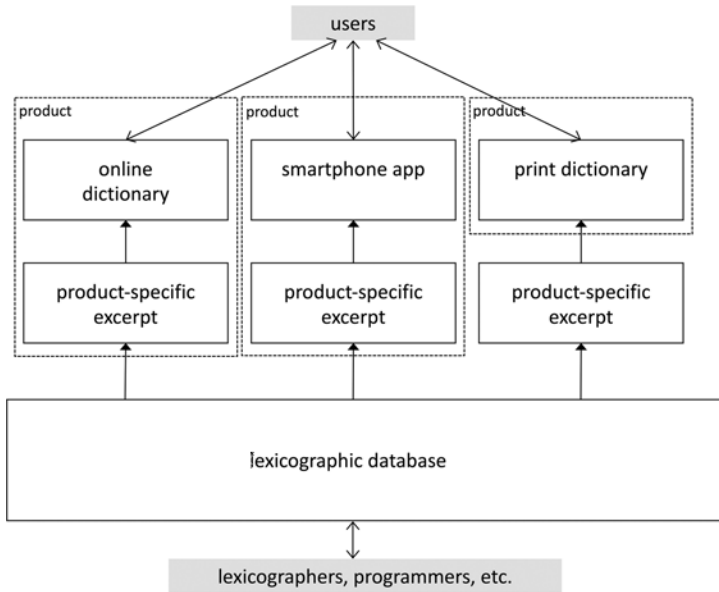 users
product
product
product
online
dictionary
smartphone app
print dictionary
product-specific
excerpt
product-specific
excerpt
product-specific
excerpt
lexicographic database
lexicographers, programmers, etc.